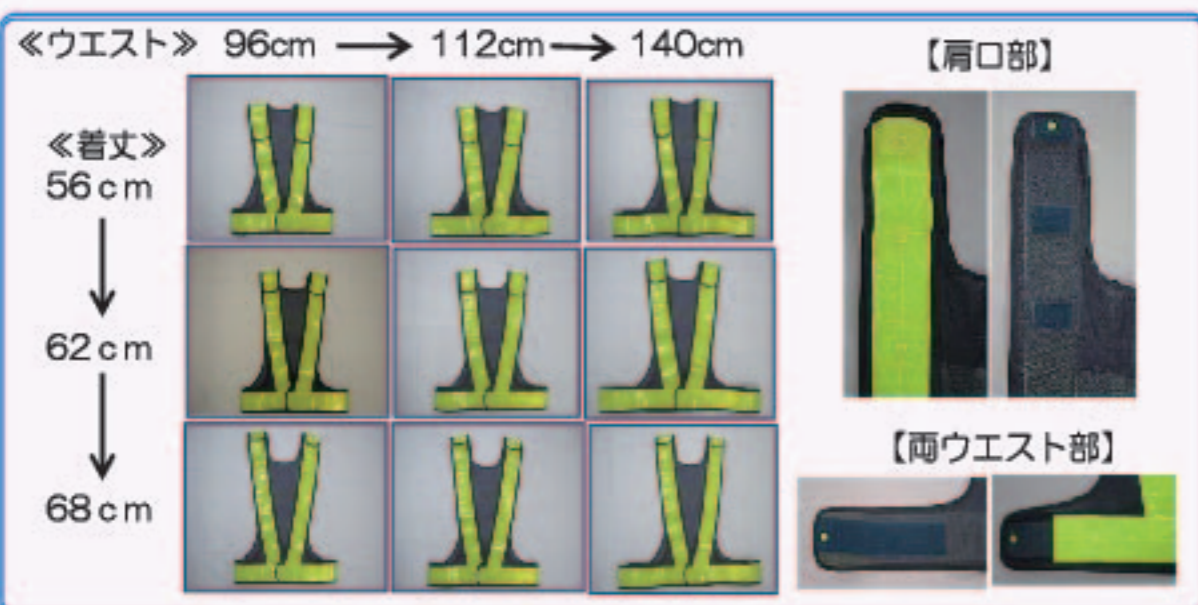 ≪ウエスト≫ 96cm → 112cm → 140cm
≪着丈≫
56cm
62cm
68cm
【肩口部】
【両ウエスト部】